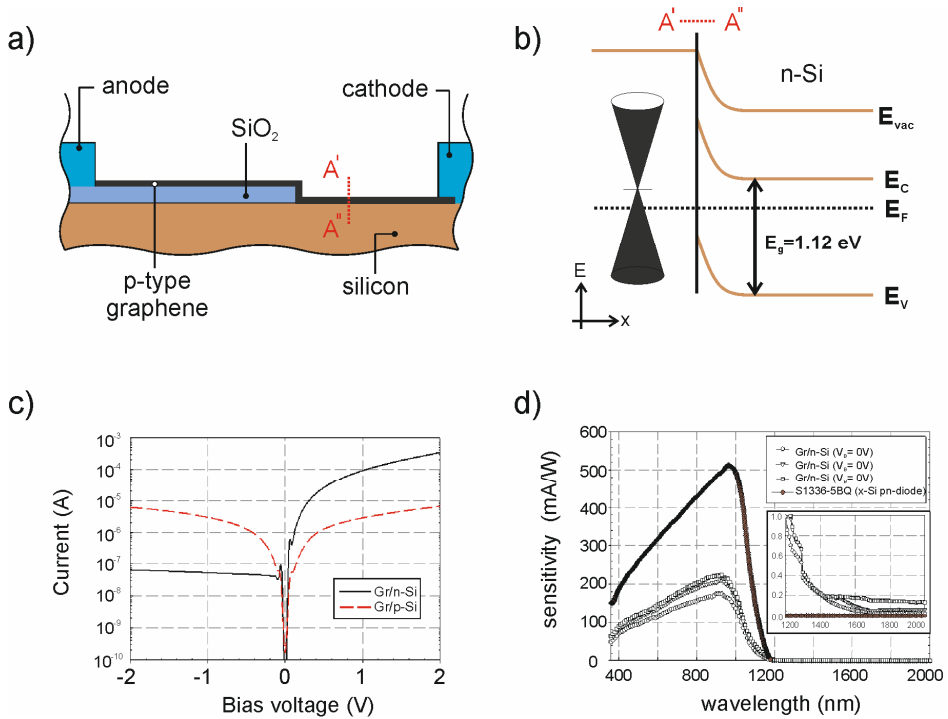 a)
anode
cathode
SiO2
A'
A"
p-type
graphene
silicon
b)
A' A"
n-Si
Evac
EC
EF
Eg=1.12 eV
EV
E
x
c)
Current (A)
10-3
10-4
10-5
10-6
10-7
10-8
10-9
10-10
Gr/n-Si
Gr/p-Si
-2 -1 0 1 2
Bias voltage (V)
d)
sensitivity (mA/W)
600
500
400
300
200
100
0
Gr/n-Si (Vb= 0V)
Gr/n-Si (Vb= 0V)
Gr/n-Si (Vb= 0V)
S1336-5BQ (x-Si pn-diode)
1.0
0.8
0.6
0.4
0.2
0.0
1200 1400 1600 1800 2000
400 800 1200 1600 2000
wavelength (nm)